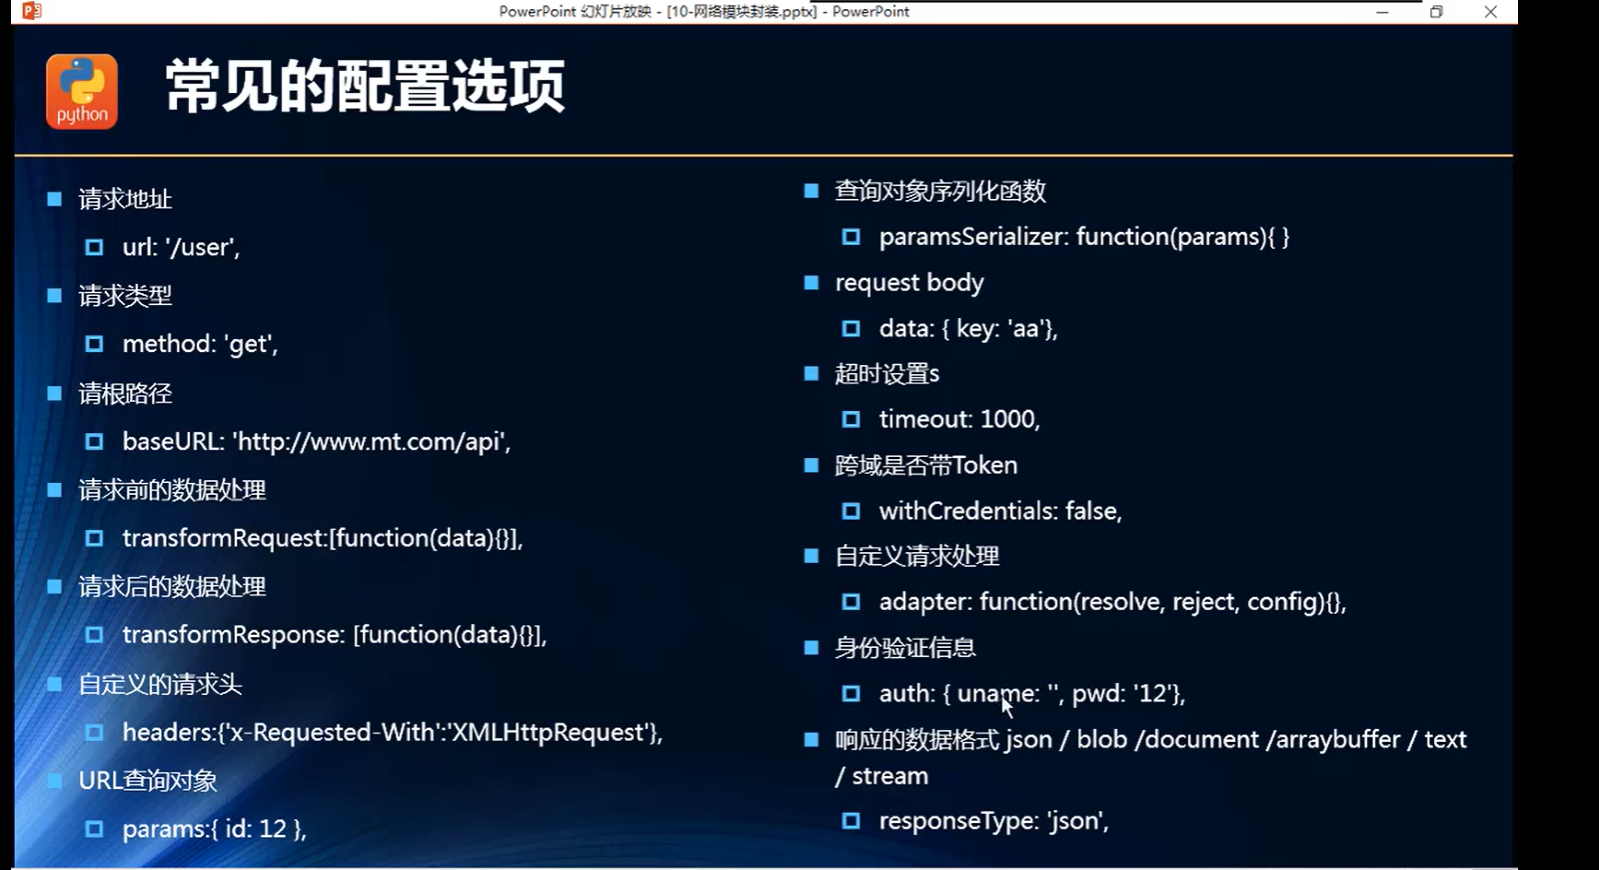 PowerPoint 幻灯片放映 - [10-网络模块封装.pptx] - PowerPoint
python
常见的配置选项
请求地址
url: '/user',
请求类型
method: 'get',
请根路径
baseURL: 'http://www.mt.com/api',
请求前的数据处理
transformRequest:[function(data){}],
请求后的数据处理
transformResponse: [function(data){}],
自定义的请求头
headers:{'x-Requested-With':'XMLHttpRequest'},
URL查询对象
params:{ id: 12 },
查询对象序列化函数
paramsSerializer: function(params){ }
request body
data: { key: 'aa'},
超时设置s
timeout: 1000,
跨域是否带Token
withCredentials: false,
自定义请求处理
adapter: function(resolve, reject, config){},
身份验证信息
auth: { uname: '', pwd: '12'},
响应的数据格式 json / blob /document /arraybuffer / text
/ stream
responseType: 'json',